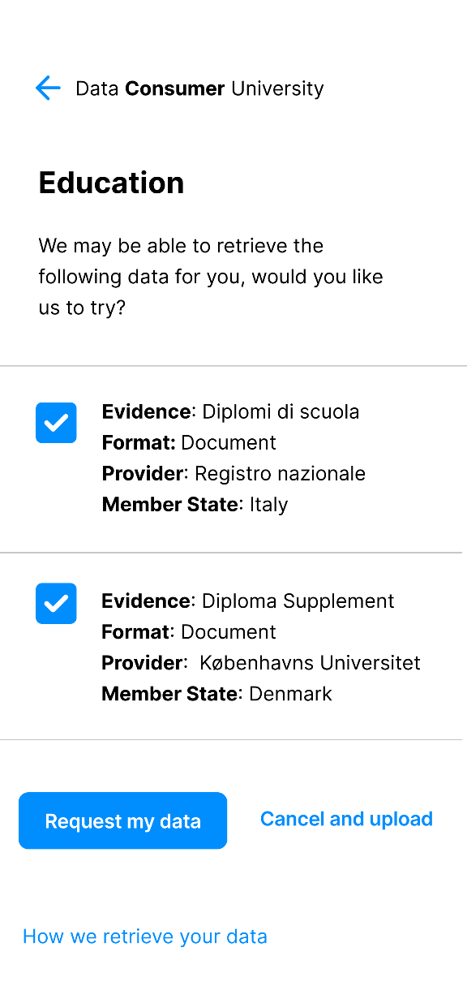 Data Consumer University
Education
We may be able to retrieve the
following data for you, would you like
us to try?
Evidence: Diplomi di scuola
Format: Document
Provider: Registro nazionale
Member State: Italy
Evidence: Diploma Supplement
Format: Document
Provider: Københavns Universitet
Member State: Denmark
Request my data
Cancel and upload
How we retrieve your data